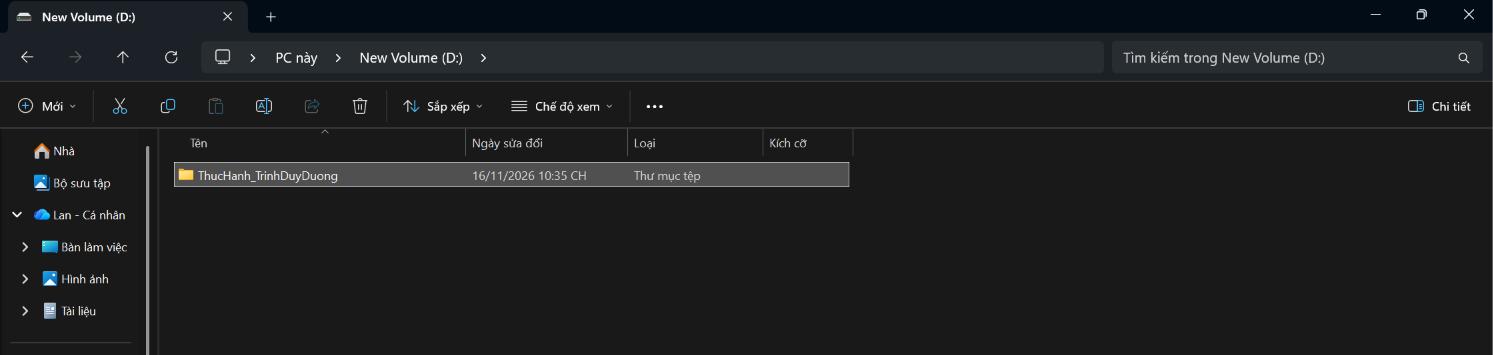 New Volume (D:)
PC này New Volume (D:)
Tìm kiếm trong New Volume (D:)
Mới Sắp xếp Chế độ xem Chi tiết
Tên Ngày sửa đổi Loại Kích cỡ
ThucHanh_TrinhDuyDuong 16/11/2026 10:35 CH Thư mục tệp
Nhà
Bộ sưu tập
Lan - Cá nhân
Bàn làm việc
Hình ảnh
Tài liệu